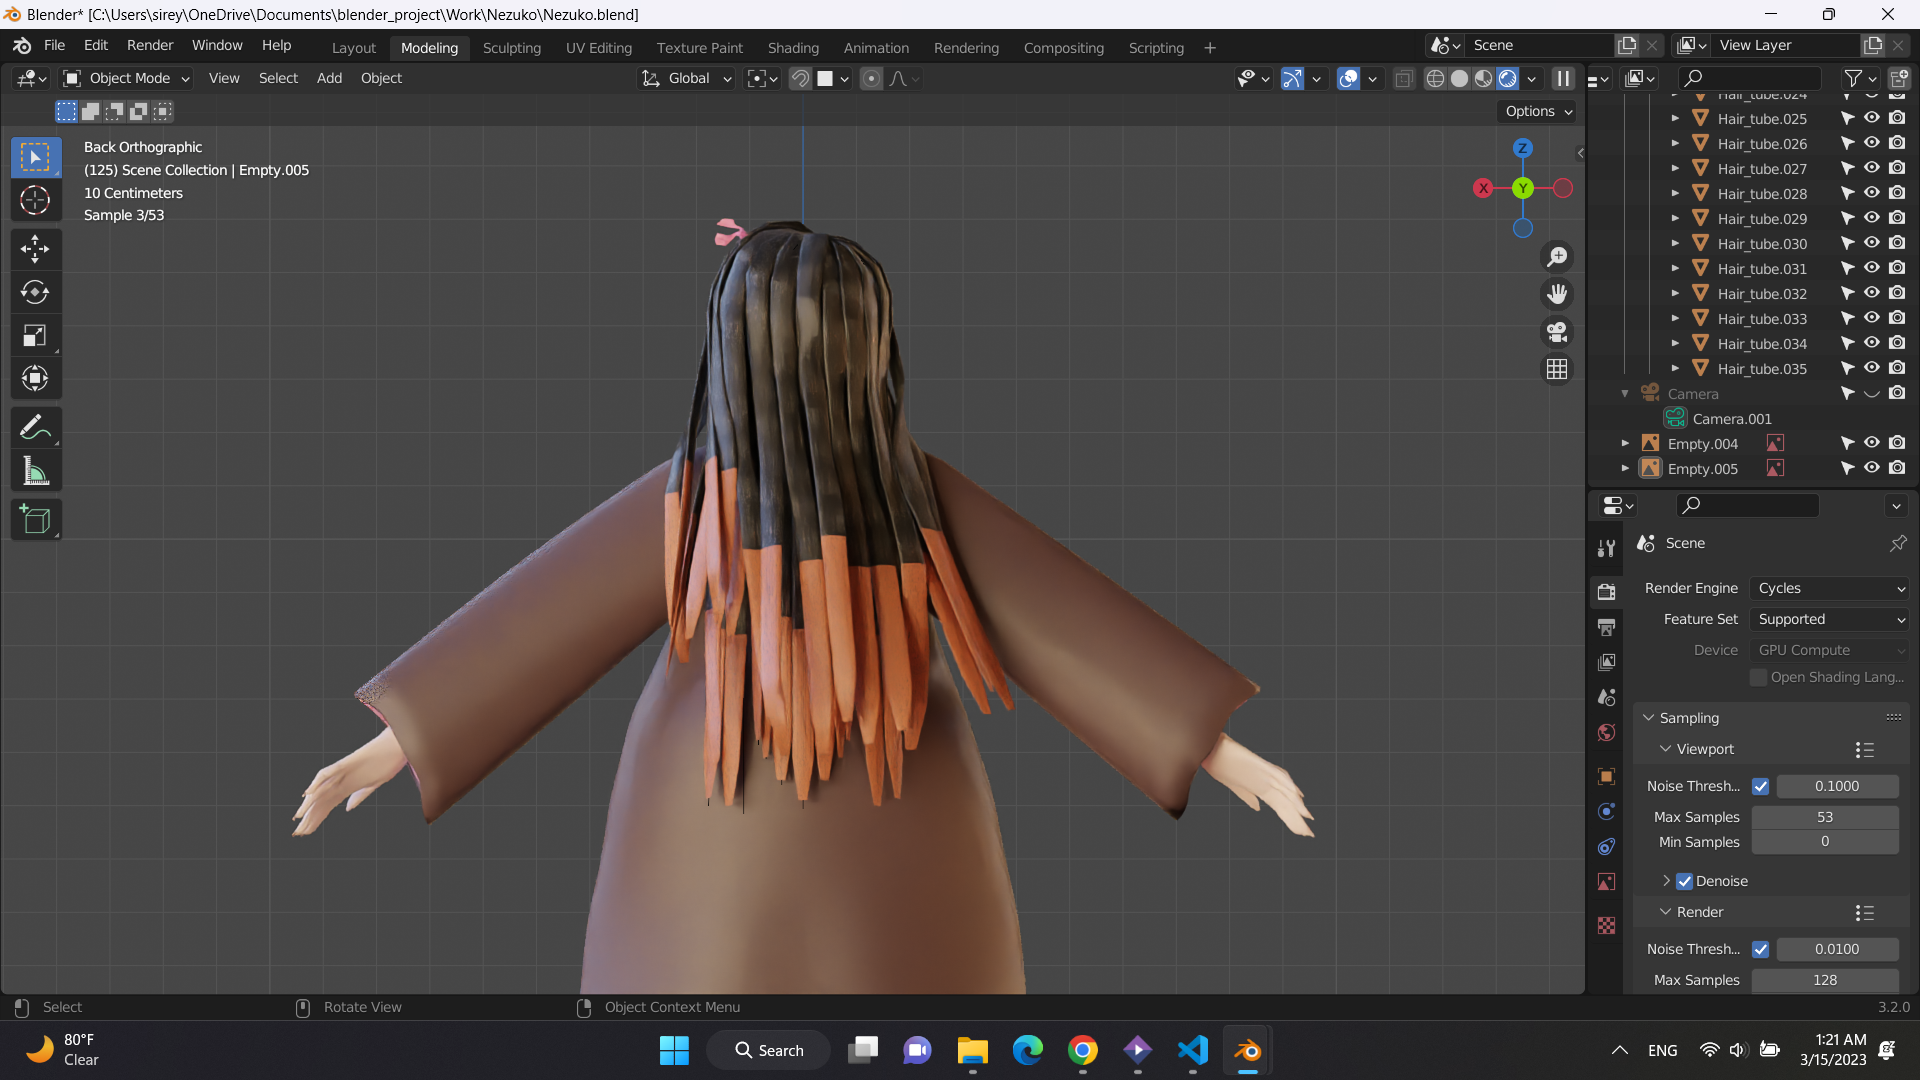 Blender* [C:\Users\sirey\OneDrive\Documents\blender_project\Work\Nezuko\Nezuko.blend]
File Edit Render Window Help Layout Modeling Sculpting UV Editing Texture Paint Shading Animation Rendering Compositing Scripting Scene View Layer
Object Mode View Select Add Object Global
Options
Back Orthographic
(125) Scene Collection | Empty.005
10 Centimeters
Sample 3/53
Z
X Y
Hair_tube.024
Hair_tube.025
Hair_tube.026
Hair_tube.027
Hair_tube.028
Hair_tube.029
Hair_tube.030
Hair_tube.031
Hair_tube.032
Hair_tube.033
Hair_tube.034
Hair_tube.035
Camera
Camera.001
Empty.004
Empty.005
Scene
Render Engine Cycles
Feature Set Supported
Device GPU Compute
Open Shading Lang...
Sampling
Viewport
Noise Thresh... 0.1000
Max Samples 53
Min Samples 0
Denoise
Render
Noise Thresh... 0.0100
Max Samples 128
Select Rotate View Object Context Menu 3.2.0
80°F
Clear
Search
ENG
1:21 AM
3/15/2023